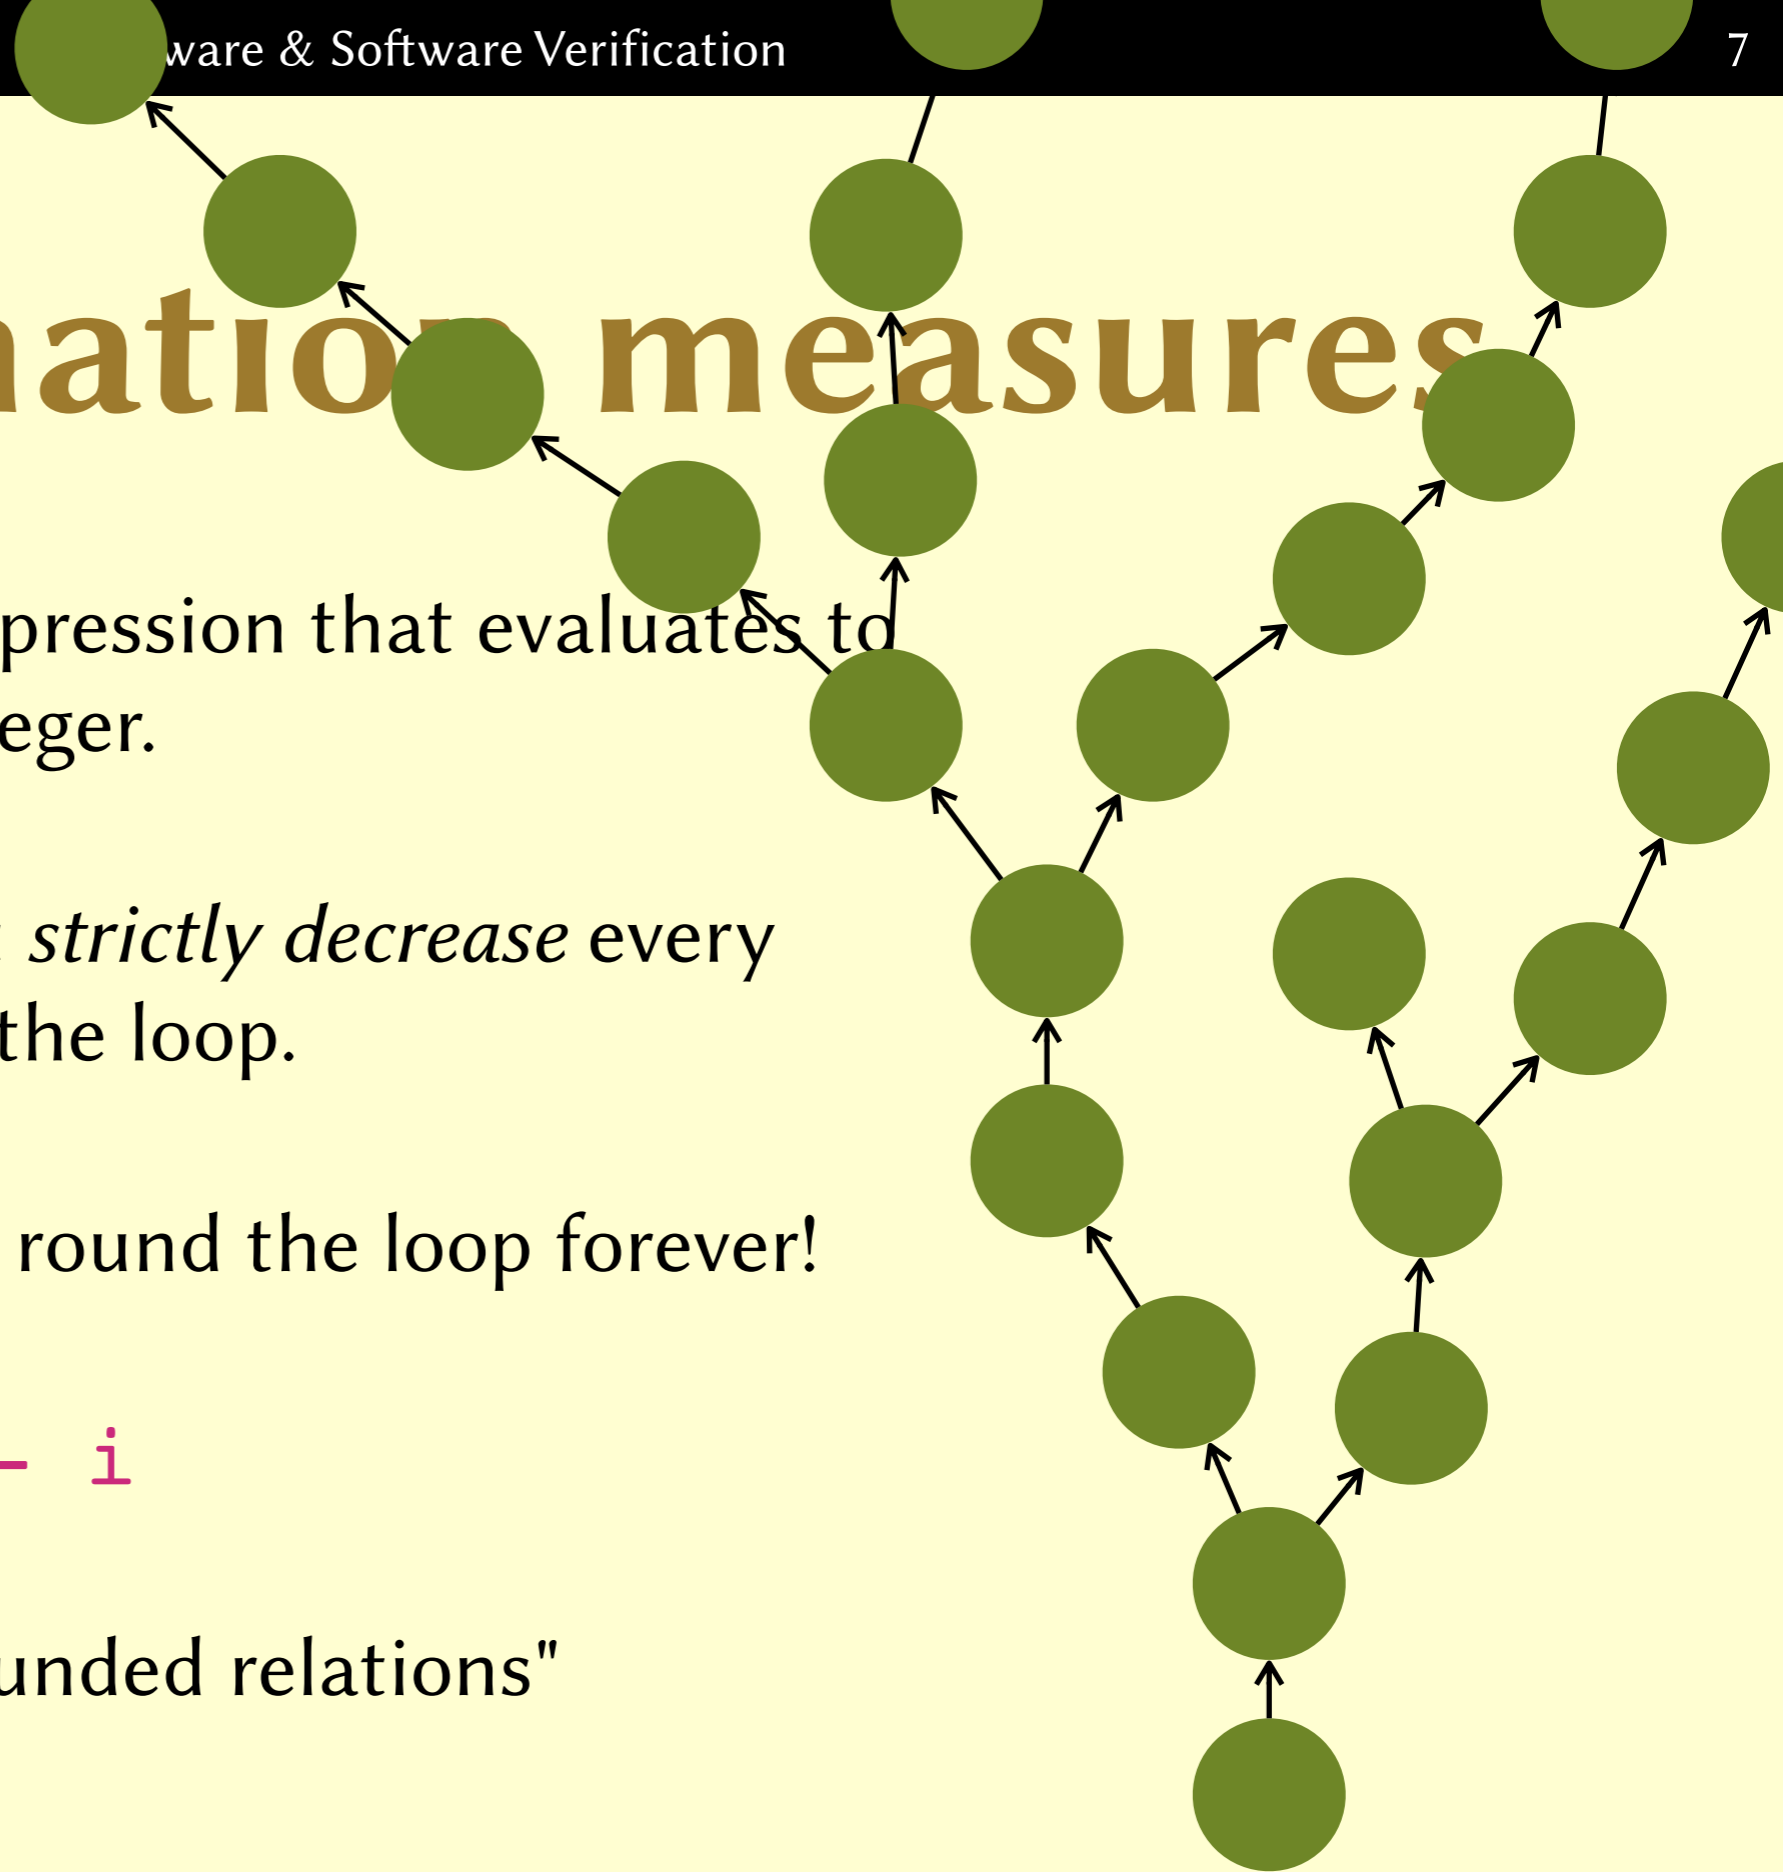 ware & Software Verification 7
nation measures
pression that evaluates to
eger.
strictly decrease every
the loop.
round the loop forever!
- i
unded relations"